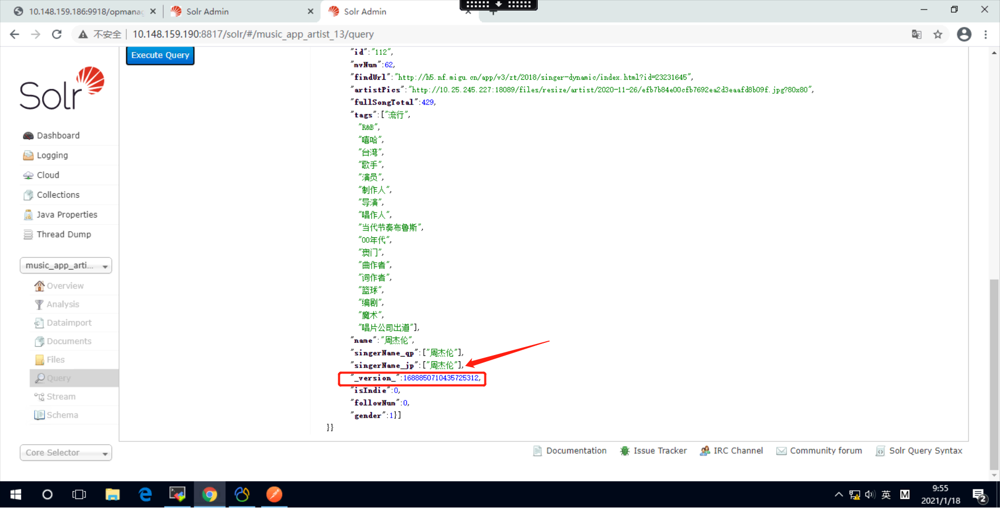 10.148.159.186:9918/opmanag
Solr Admin
Solr Admin
不安全
10.148.159.190:8817/solr/#/music_app_artist_13/query
Execute Query
Solr
Dashboard
Logging
Cloud
Collections
Java Properties
Thread Dump
music_app_arti...
Overview
Analysis
Dataimport
Documents
Files
Query
Stream
Schema
Core Selector
"id":"112",
"mvNum":62,
"findUrl":"http://h5.nf.migu.cn/app/v3/zt/2018/singer-dynamic/index.html?id=23231645",
"artistPics":"http://10.25.245.227:18089/files/resize/artist/2020-11-26/efb7b84e00cfb7692ea2d3eaafd8b09f.jpg?80x80",
"fullSongTotal":429,
"tags":["流行",
"R&B",
"嘻哈",
"台湾",
"歌手",
"演员",
"制作人",
"导演",
"唱作人",
"当代节奏布鲁斯",
"00年代",
"澳门",
"曲作者",
"词作者",
"篮球",
"编剧",
"魔术",
"唱片公司出道"],
"name":"周杰伦",
"singerName_qp":["周杰伦"],
"singerName_jp":["周杰伦"],
"_version_":1688850710435725312,
"isIndie":0,
"followNum":0,
"gender":1}]
}}
Documentation
Issue Tracker
IRC Channel
Community forum
Solr Query Syntax
英
M
9:55
2021/1/18
2